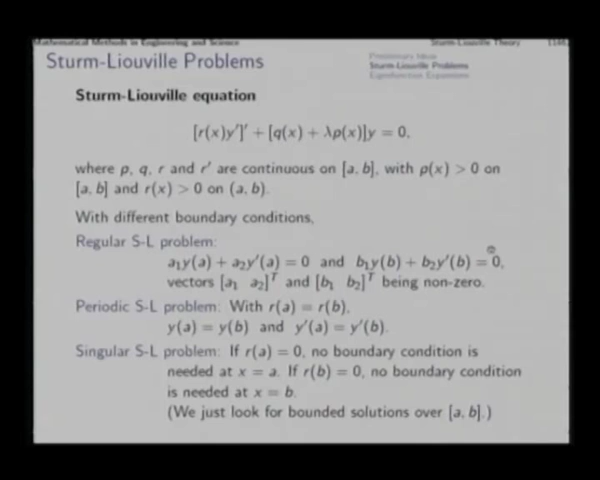 Mathematical Methods in Engineering and Science
Sturm-Liouville Theory
Sturm-Liouville Problems
Preliminary Ideas
Sturm-Liouville Problems
Eigenfunction Expansions
Sturm-Liouville equation
[r(x)y′]′ + [q(x) + λp(x)]y = 0,
where p, q, r and r′ are continuous on [a, b], with p(x) > 0 on
[a, b] and r(x) > 0 on (a, b).
With different boundary conditions,
Regular S-L problem:
a₁y(a) + a₂y′(a) = 0 and b₁y(b) + b₂y′(b) = 0,
vectors [a₁ a₂]ᵀ and [b₁ b₂]ᵀ being non-zero.
Periodic S-L problem: With r(a) = r(b),
y(a) = y(b) and y′(a) = y′(b).
Singular S-L problem: If r(a) = 0, no boundary condition is
needed at x = a. If r(b) = 0, no boundary condition
is needed at x = b.
(We just look for bounded solutions over [a, b].)